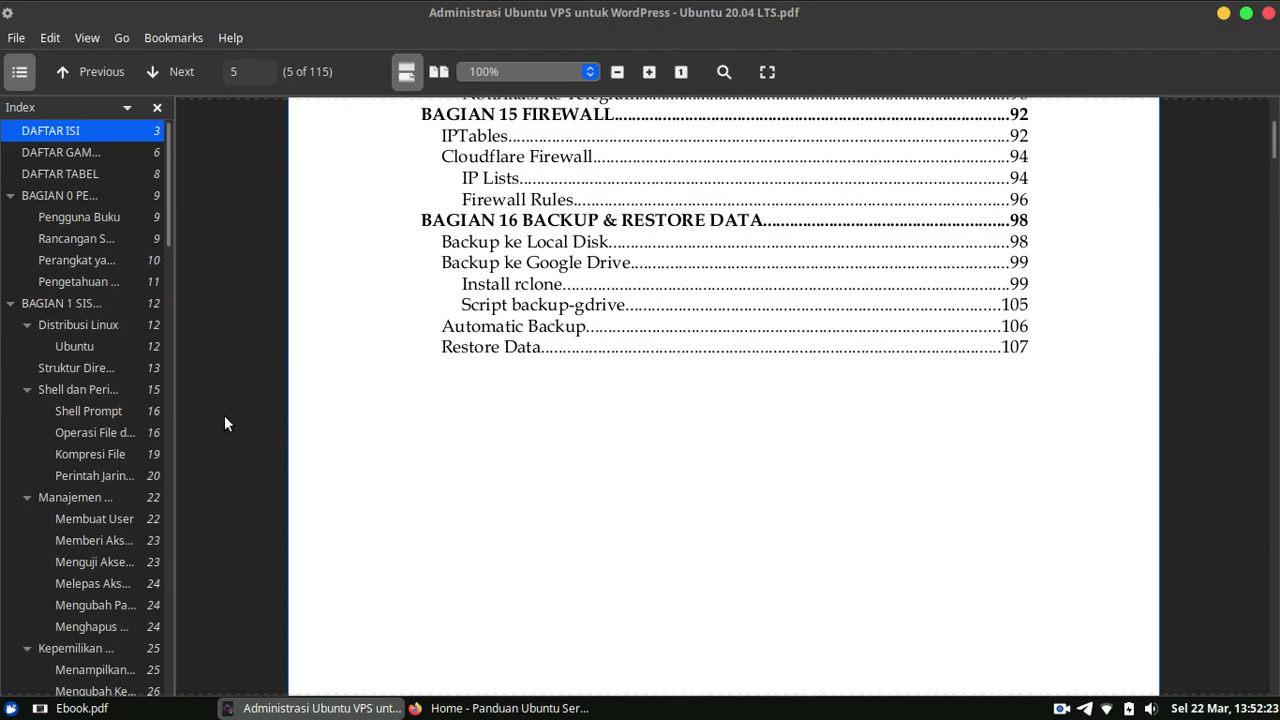 Administrasi Ubuntu VPS untuk WordPress - Ubuntu 20.04 LTS.pdf
File Edit View Go Bookmarks Help
Previous Next 5 (5 of 115) 100%
Index
DAFTAR ISI 3
DAFTAR GAM... 6
DAFTAR TABEL 8
BAGIAN 0 PE... 9
Pengguna Buku 9
Rancangan S... 9
Perangkat ya... 10
Pengetahuan ... 11
BAGIAN 1 SIS... 12
Distribusi Linux 12
Ubuntu 12
Struktur Dire... 13
Shell dan Peri... 15
Shell Prompt 16
Operasi File d... 16
Kompresi File 19
Perintah Jarin... 20
Manajemen ... 22
Membuat User 22
Memberi Aks... 23
Menguji Akse... 23
Melepas Aks... 24
Mengubah Pa... 24
Menghapus ... 24
Kepemilikan ... 25
Menampilkan... 25
Mengubah Ke... 26
Notifikasi ke Telegram 90
BAGIAN 15 FIREWALL 92
IPTables 92
Cloudflare Firewall 94
IP Lists 94
Firewall Rules 96
BAGIAN 16 BACKUP & RESTORE DATA 98
Backup ke Local Disk 98
Backup ke Google Drive 99
Install rclone 99
Script backup-gdrive 105
Automatic Backup 106
Restore Data 107
Ebook.pdf Administrasi Ubuntu VPS unt... Home - Panduan Ubuntu Ser... Sel 22 Mar, 13:52:23